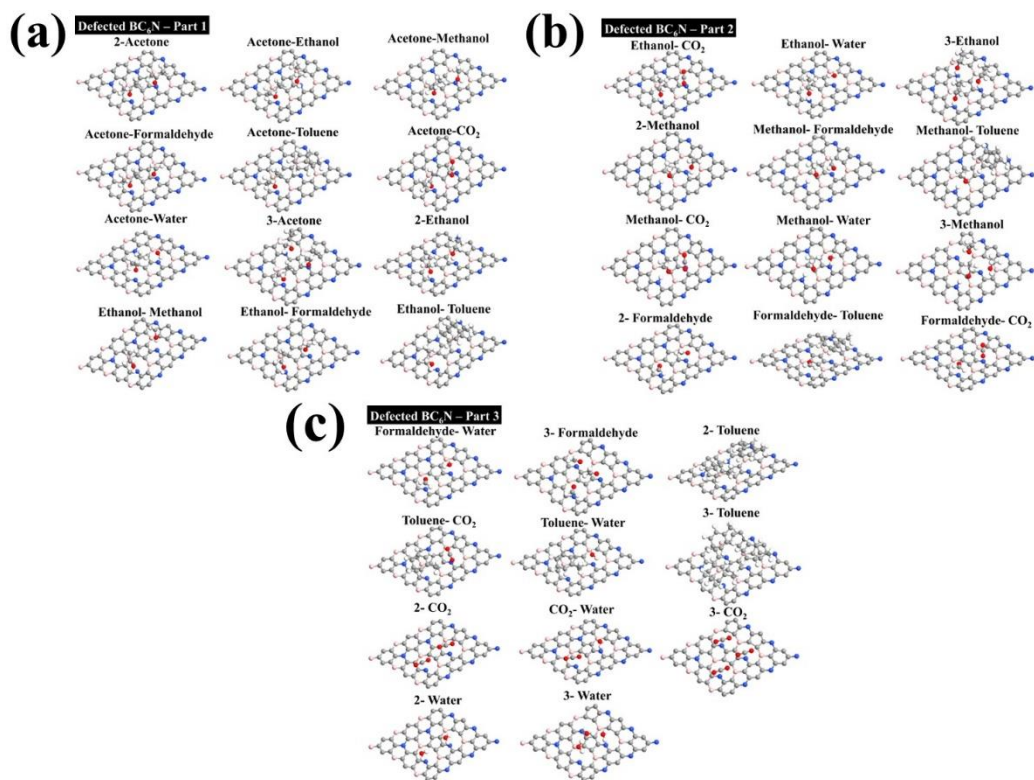 (a)
Defected BC₆N – Part 1
2-Acetone
Acetone-Ethanol
Acetone-Methanol
Acetone-Formaldehyde
Acetone-Toluene
Acetone-CO₂
Acetone-Water
3-Acetone
2-Ethanol
Ethanol- Methanol
Ethanol- Formaldehyde
Ethanol- Toluene
(b)
Defected BC₆N – Part 2
Ethanol- CO₂
Ethanol- Water
3-Ethanol
2-Methanol
Methanol- Formaldehyde
Methanol- Toluene
Methanol- CO₂
Methanol- Water
3-Methanol
2- Formaldehyde
Formaldehyde- Toluene
Formaldehyde- CO₂
(c)
Defected BC₆N – Part 3
Formaldehyde- Water
3- Formaldehyde
2- Toluene
Toluene- CO₂
Toluene- Water
3- Toluene
2- CO₂
CO₂- Water
3- CO₂
2- Water
3- Water